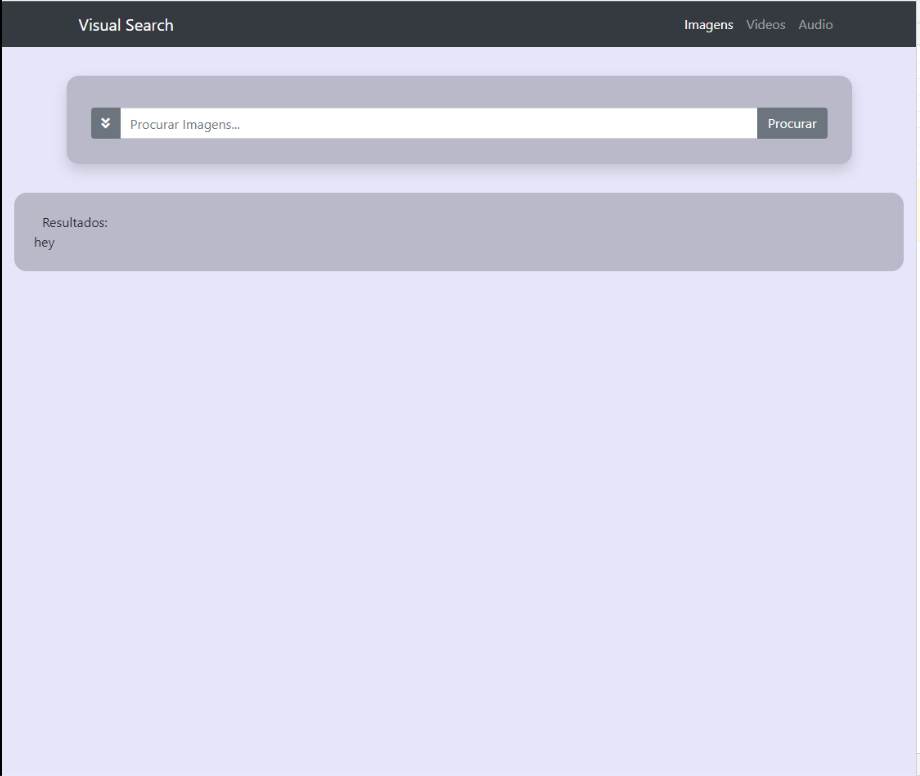 Visual Search Imagens Videos Audio
Procurar Imagens... Procurar
Resultados:
hey